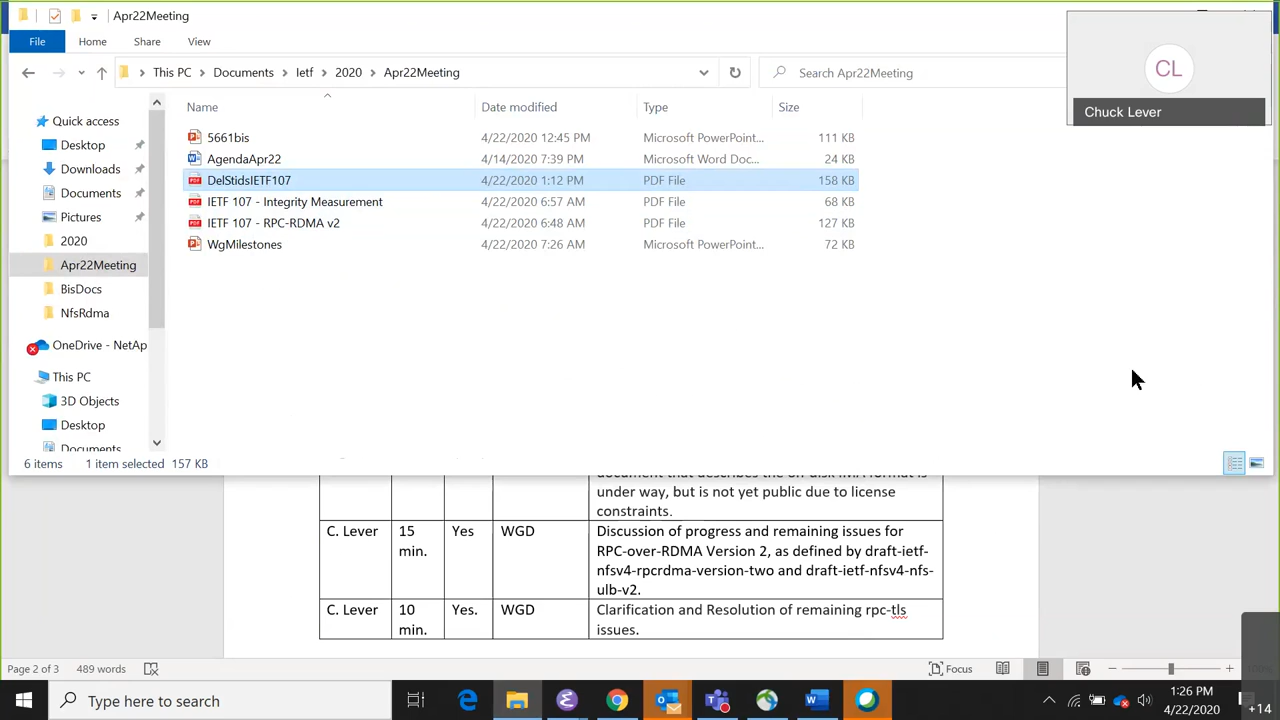 Apr22Meeting
File Home Share View
This PC Documents Ietf 2020 Apr22Meeting Search Apr22Meeting
CL
Chuck Lever
Name Date modified Type Size
Quick access
Desktop
Downloads
Documents
Pictures
2020
Apr22Meeting
BisDocs
NfsRdma
OneDrive - NetAp
This PC
3D Objects
Desktop
Documents
5661bis 4/22/2020 12:45 PM Microsoft PowerPoint... 111 KB
AgendaApr22 4/14/2020 7:39 PM Microsoft Word Doc... 24 KB
DelStidsIETF107 4/22/2020 1:12 PM PDF File 158 KB
IETF 107 - Integrity Measurement 4/22/2020 6:57 AM PDF File 68 KB
IETF 107 - RPC-RDMA v2 4/22/2020 6:48 AM PDF File 127 KB
WgMilestones 4/22/2020 7:26 AM Microsoft PowerPoint... 72 KB
6 items 1 item selected 157 KB
under way, but is not yet public due to license
constraints.
C. Lever 15 min. Yes WGD Discussion of progress and remaining issues for
RPC-over-RDMA Version 2, as defined by draft-ietf-
nfsv4-rpcrdma-version-two and draft-ietf-nfsv4-nfs-
ulb-v2.
C. Lever 10 min. Yes. WGD Clarification and Resolution of remaining rpc-tls
issues.
Page 2 of 3 489 words Focus
Type here to search
1:26 PM
4/22/2020
+14